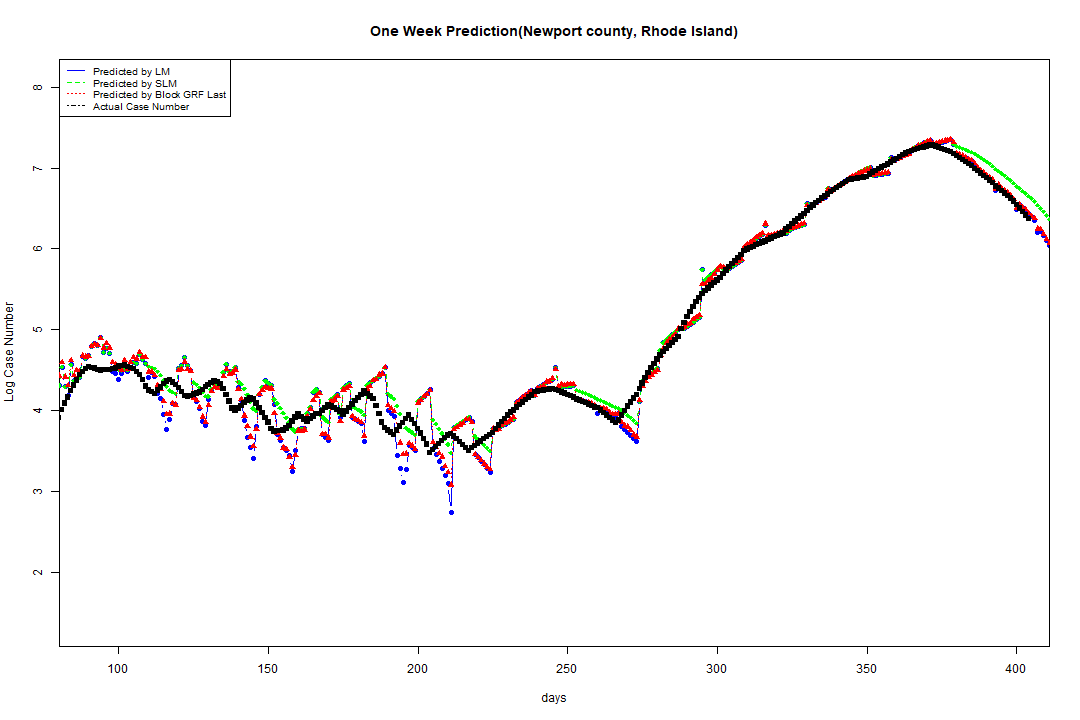 One Week Prediction(Newport county, Rhode Island)
Predicted by LM
Predicted by SLM
Predicted by Block GRF Last
Actual Case Number
8
7
6
5
4
3
2
Log Case Number
100 150 200 250 300 350 400
days